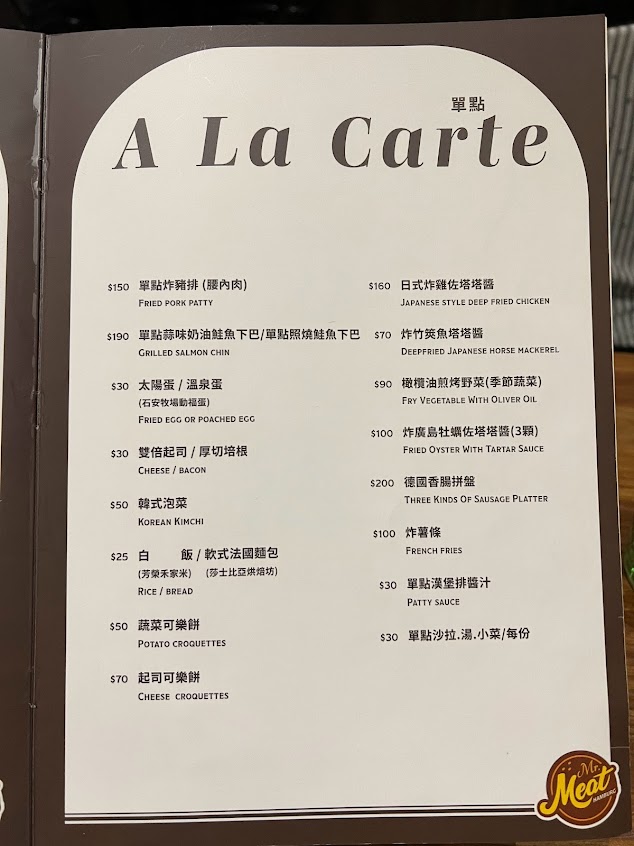 單點
A La Carte
$150 單點炸豬排 (腰內肉)
FRIED PORK PATTY
$190 單點蒜味奶油鮭魚下巴/單點照燒鮭魚下巴
GRILLED SALMON CHIN
$30 太陽蛋 / 溫泉蛋
(石安牧場動福蛋)
FRIED EGG OR POACHED EGG
$30 雙倍起司 / 厚切培根
CHEESE / BACON
$50 韓式泡菜
KOREAN KIMCHI
$25 白 飯 / 軟式法國麵包
(芳榮禾家米) (莎士比亞烘焙坊)
RICE / BREAD
$50 蔬菜可樂餅
POTATO CROQUETTES
$70 起司可樂餅
CHEESE CROQUETTES
$160 日式炸雞佐塔塔醬
JAPANESE STYLE DEEP FRIED CHICKEN
$70 炸竹筴魚塔塔醬
DEEPFRIED JAPANESE HORSE MACKEREL
$90 橄欖油煎烤野菜(季節蔬菜)
FRY VEGETABLE WITH OLIVER OIL
$100 炸廣島牡蠣佐塔塔醬(3顆)
FRIED OYSTER WITH TARTAR SAUCE
$200 德國香腸拼盤
THREE KINDS OF SAUSAGE PLATTER
$100 炸薯條
FRENCH FRIES
$30 單點漢堡排醬汁
PATTY SAUCE
$30 單點沙拉.湯.小菜/每份
Mr.
Meat
HAMBURG